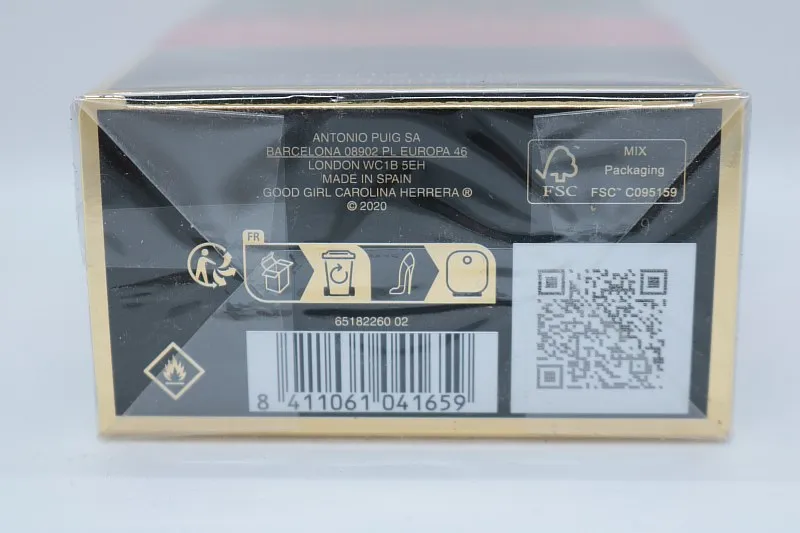 ANTONIO PUIG SA
BARCELONA 08902 PL EUROPA 46
LONDON WC1B 5EH
MADE IN SPAIN
GOOD GIRL CAROLINA HERRERA ®
© 2020
FSC
MIX
Packaging
FSC™ C095159
FR
65182260 02
8 411061 041659